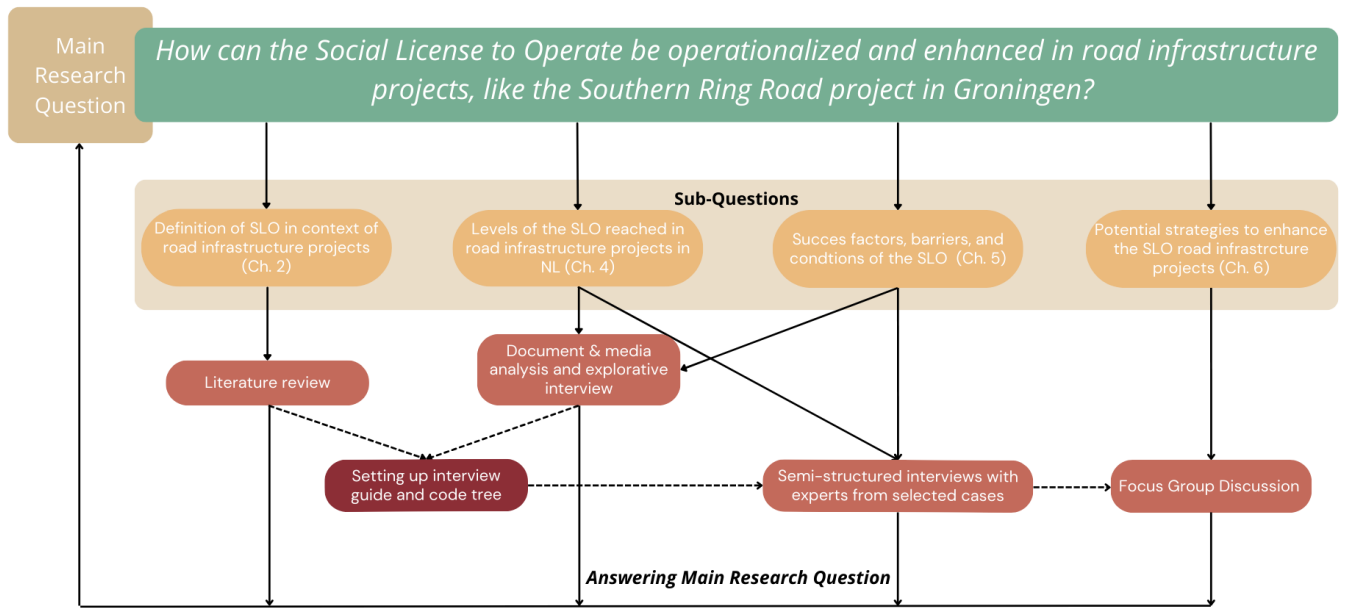 Main
Research
Question
How can the Social License to Operate be operationalized and enhanced in road infrastructure
projects, like the Southern Ring Road project in Groningen?
Sub-Questions
Definition of SLO in context of
road infrastructure projects
(Ch. 2)
Levels of the SLO reached in
road infrastructure projects in
NL (Ch. 4)
Succes factors, barriers, and
condtions of the SLO (Ch. 5)
Potential strategies to enhance
the SLO road infrastrcture
projects (Ch. 6)
Literature review
Document & media
analysis and explorative
interview
Setting up interview
guide and code tree
Semi-structured interviews with
experts from selected cases
Focus Group Discussion
Answering Main Research Question